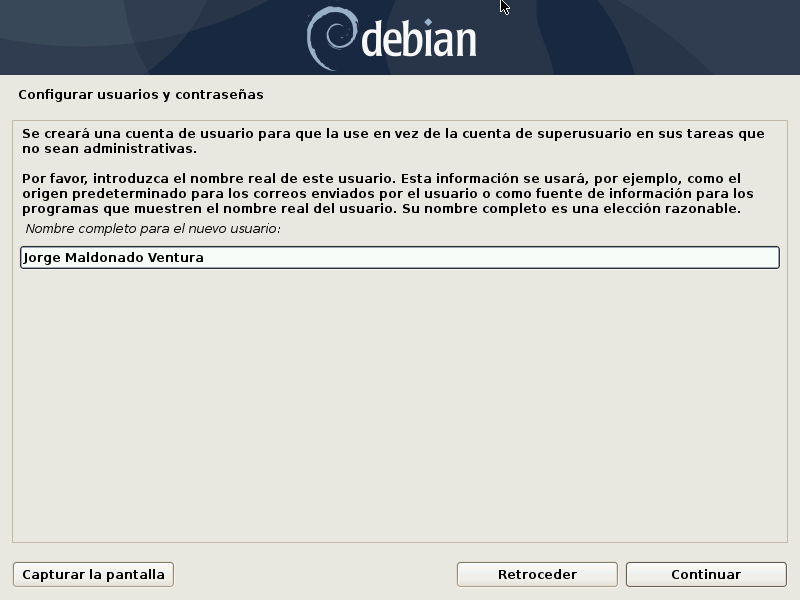 debian
Configurar usuarios y contraseñas
Se creará una cuenta de usuario para que la use en vez de la cuenta de superusuario en sus tareas que
no sean administrativas.
Por favor, introduzca el nombre real de este usuario. Esta información se usará, por ejemplo, como el
origen predeterminado para los correos enviados por el usuario o como fuente de información para los
programas que muestren el nombre real del usuario. Su nombre completo es una elección razonable.
Nombre completo para el nuevo usuario:
Jorge Maldonado Ventura
Capturar la pantalla
Retroceder
Continuar